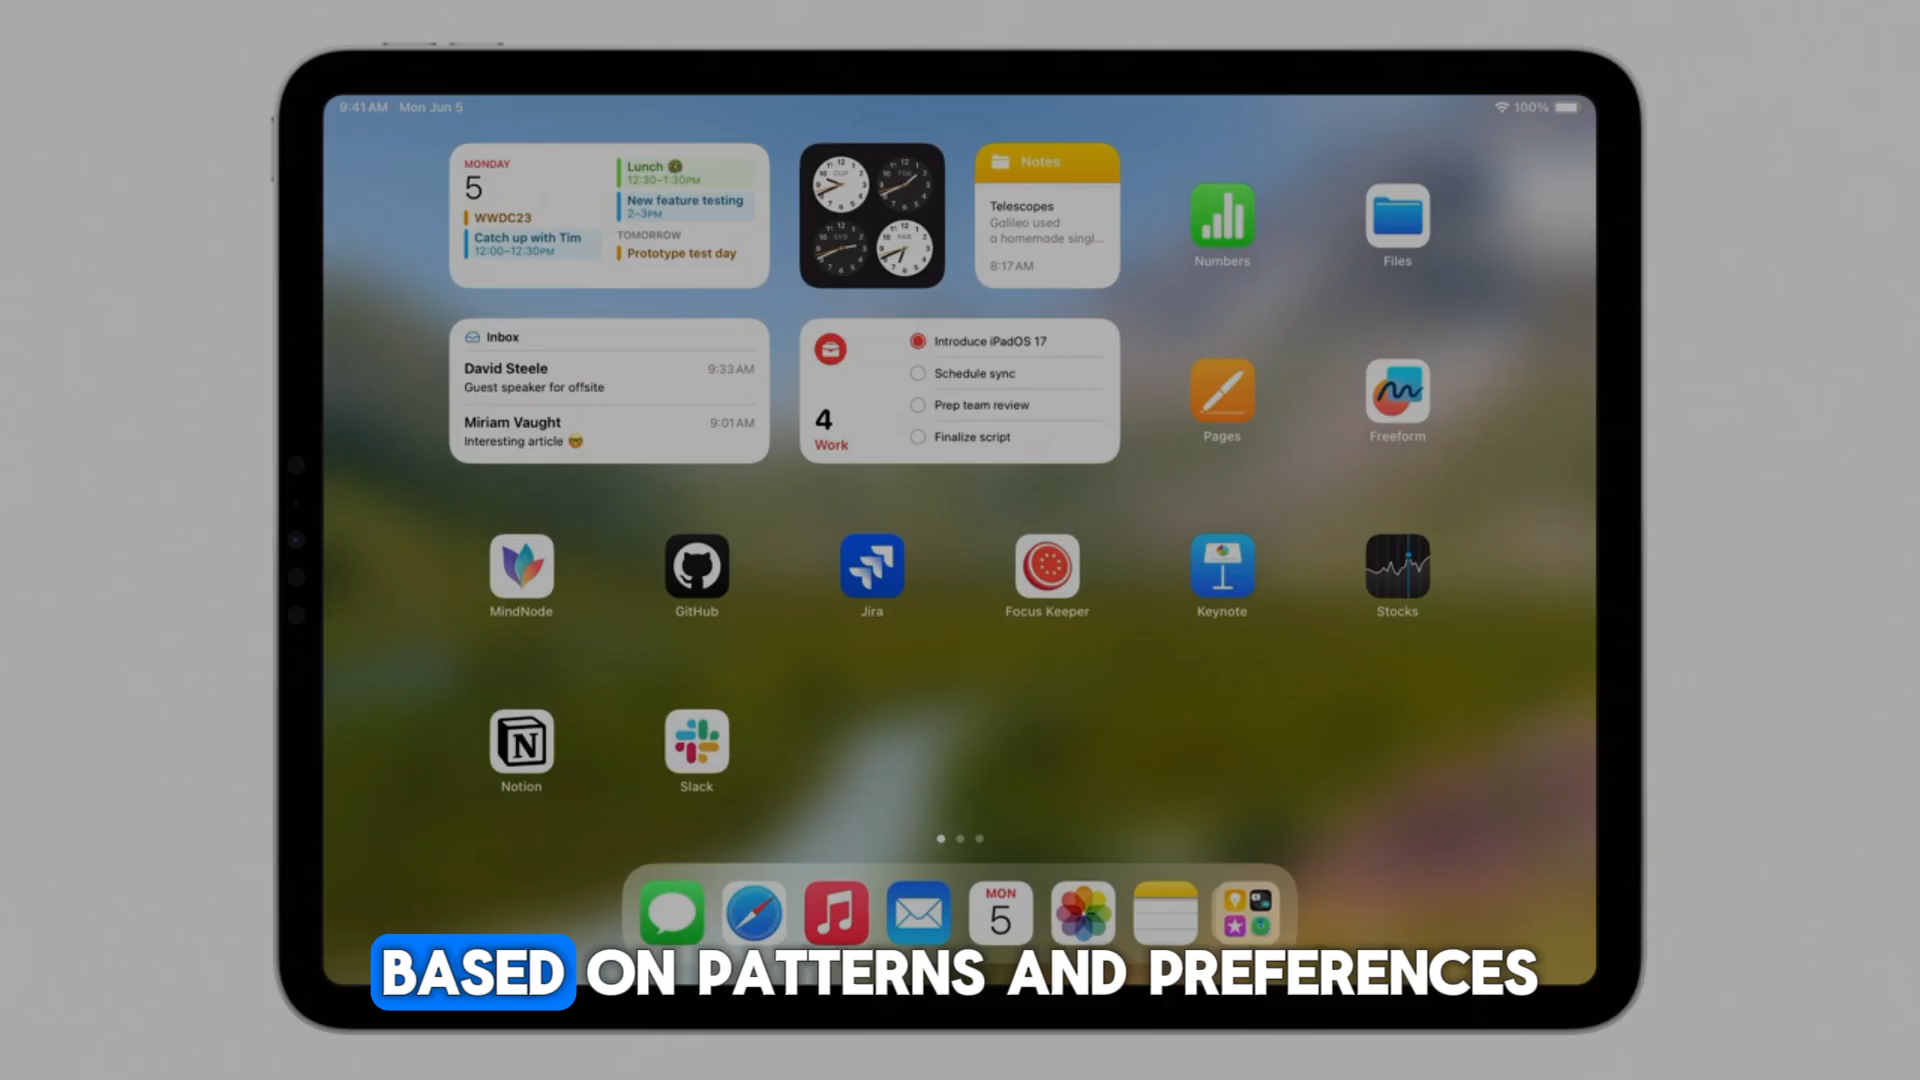 9:41 AM Mon Jun 5
100%
MONDAY
5
WWDC23
Catch up with Tim
12:00–12:30PM
Lunch
12:30–1:30PM
New feature testing
2–3PM
TOMORROW
Prototype test day
CUP
TOK
SYD
PAR
Notes
Telescopes
Galileo used
a homemade singl...
8:17 AM
Numbers
Files
Inbox
David Steele 9:33 AM
Guest speaker for offsite
Miriam Vaught 9:01 AM
Interesting article
4
Work
Introduce iPadOS 17
Schedule sync
Prep team review
Finalize script
Pages
Freeform
MindNode
GitHub
Jira
Focus Keeper
Keynote
Stocks
N
Notion
Slack
MON
5
BASED ON PATTERNS AND PREFERENCES